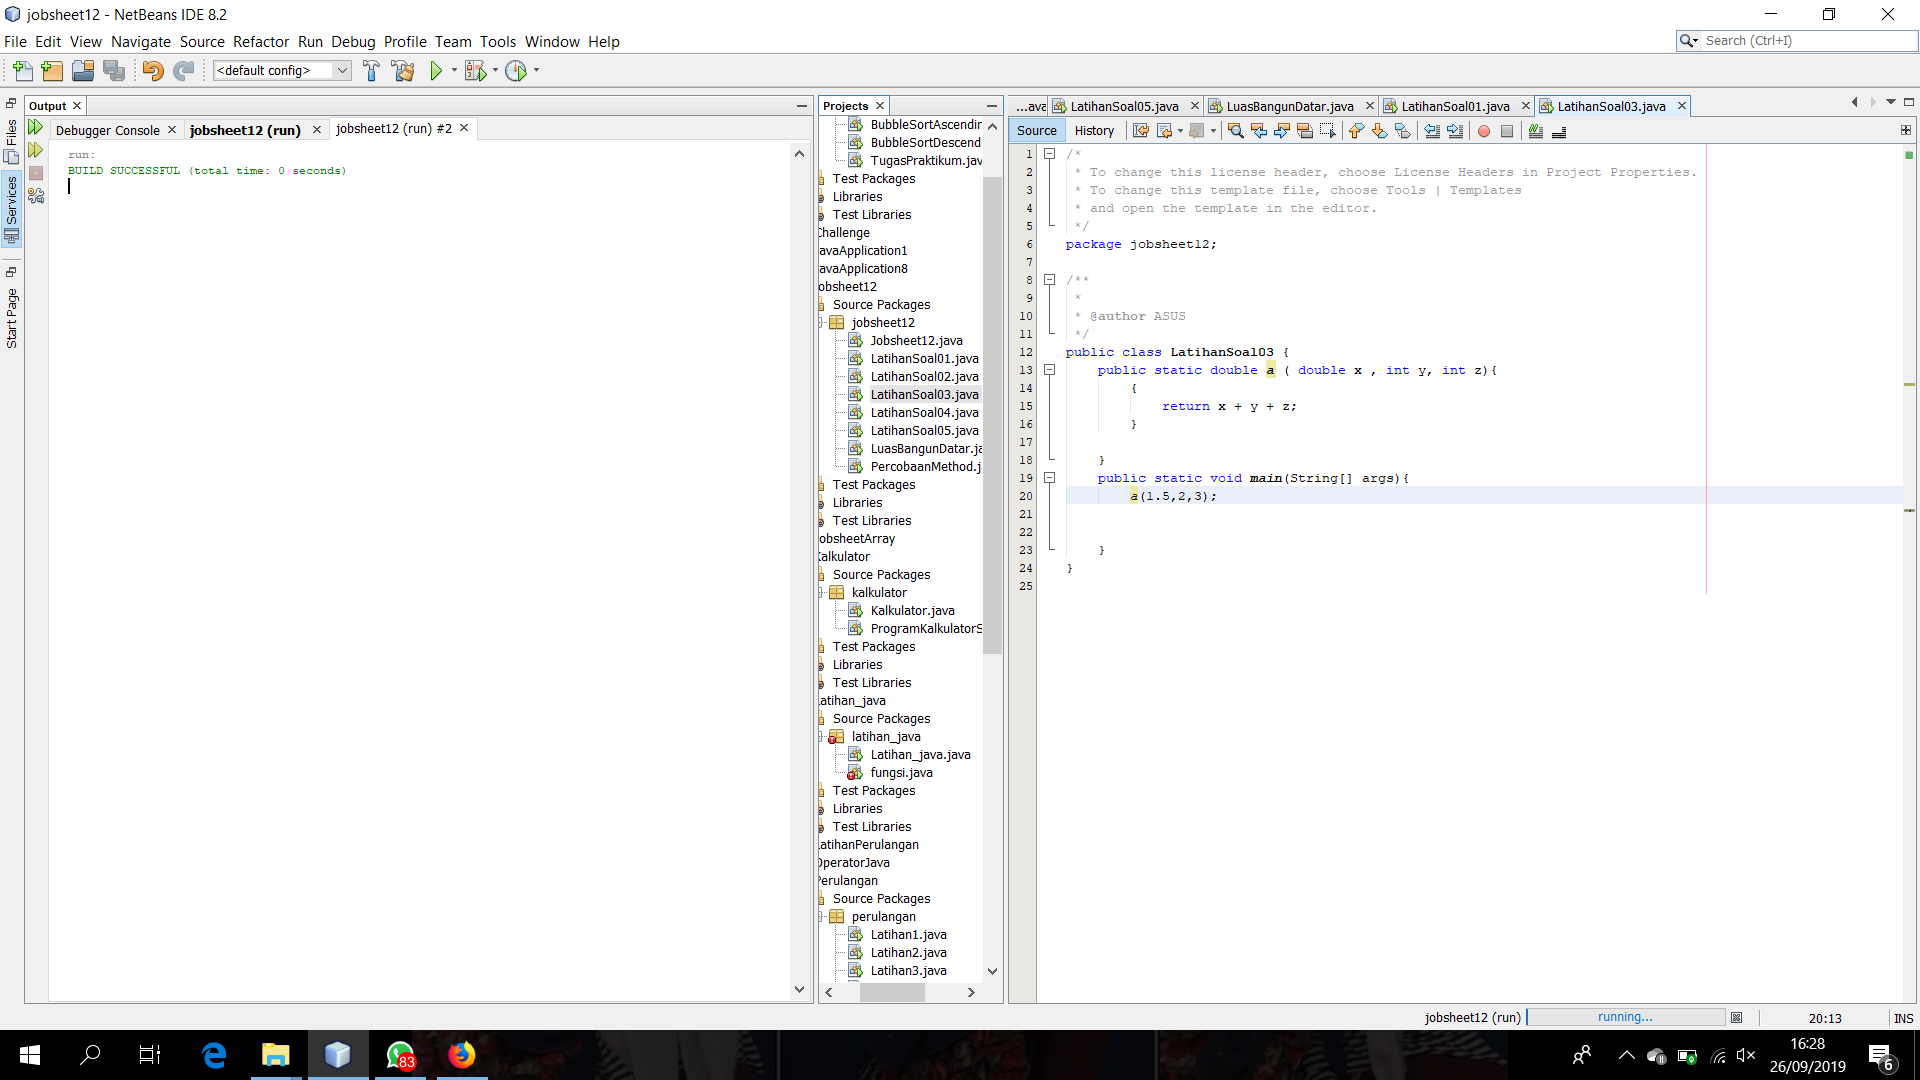 jobsheet12 - NetBeans IDE 8.2
File Edit View Navigate Source Refactor Run Debug Profile Team Tools Window Help
Search (Ctrl+I)
<default config>
Files
Services
Start Page
Output
Debugger Console
jobsheet12 (run)
jobsheet12 (run) #2
run:
BUILD SUCCESSFUL (total time: 0 seconds)
Projects
BubbleSortAscendin
BubbleSortDescend
TugasPraktikum.jav
Test Packages
Libraries
Test Libraries
Challenge
avaApplication1
avaApplication8
obsheet12
Source Packages
jobsheet12
Jobsheet12.java
LatihanSoal01.java
LatihanSoal02.java
LatihanSoal03.java
LatihanSoal04.java
LatihanSoal05.java
LuasBangunDatar.ja
PercobaanMethod.j
Test Packages
Libraries
Test Libraries
obsheetArray
Kalkulator
Source Packages
kalkulator
Kalkulator.java
ProgramKalkulatorS
Test Packages
Libraries
Test Libraries
Latihan_java
Source Packages
latihan_java
Latihan_java.java
fungsi.java
Test Packages
Libraries
Test Libraries
LatihanPerulangan
OperatorJava
Perulangan
Source Packages
perulangan
Latihan1.java
Latihan2.java
Latihan3.java
...ava
LatihanSoal05.java
LuasBangunDatar.java
LatihanSoal01.java
LatihanSoal03.java
Source
History
1 /*
2 * To change this license header, choose License Headers in Project Properties.
3 * To change this template file, choose Tools | Templates
4 * and open the template in the editor.
5 */
6 package jobsheet12;
7
8 /**
9 *
10 * @author ASUS
11 */
12 public class LatihanSoal03 {
13 public static double a ( double x , int y, int z){
14 {
15 return x + y + z;
16 }
17
18 }
19 public static void main(String[] args){
20 a(1.5,2,3);
21
22
23 }
24 }
25
jobsheet12 (run)
running...
20:13
INS
83
16:28
26/09/2019
6